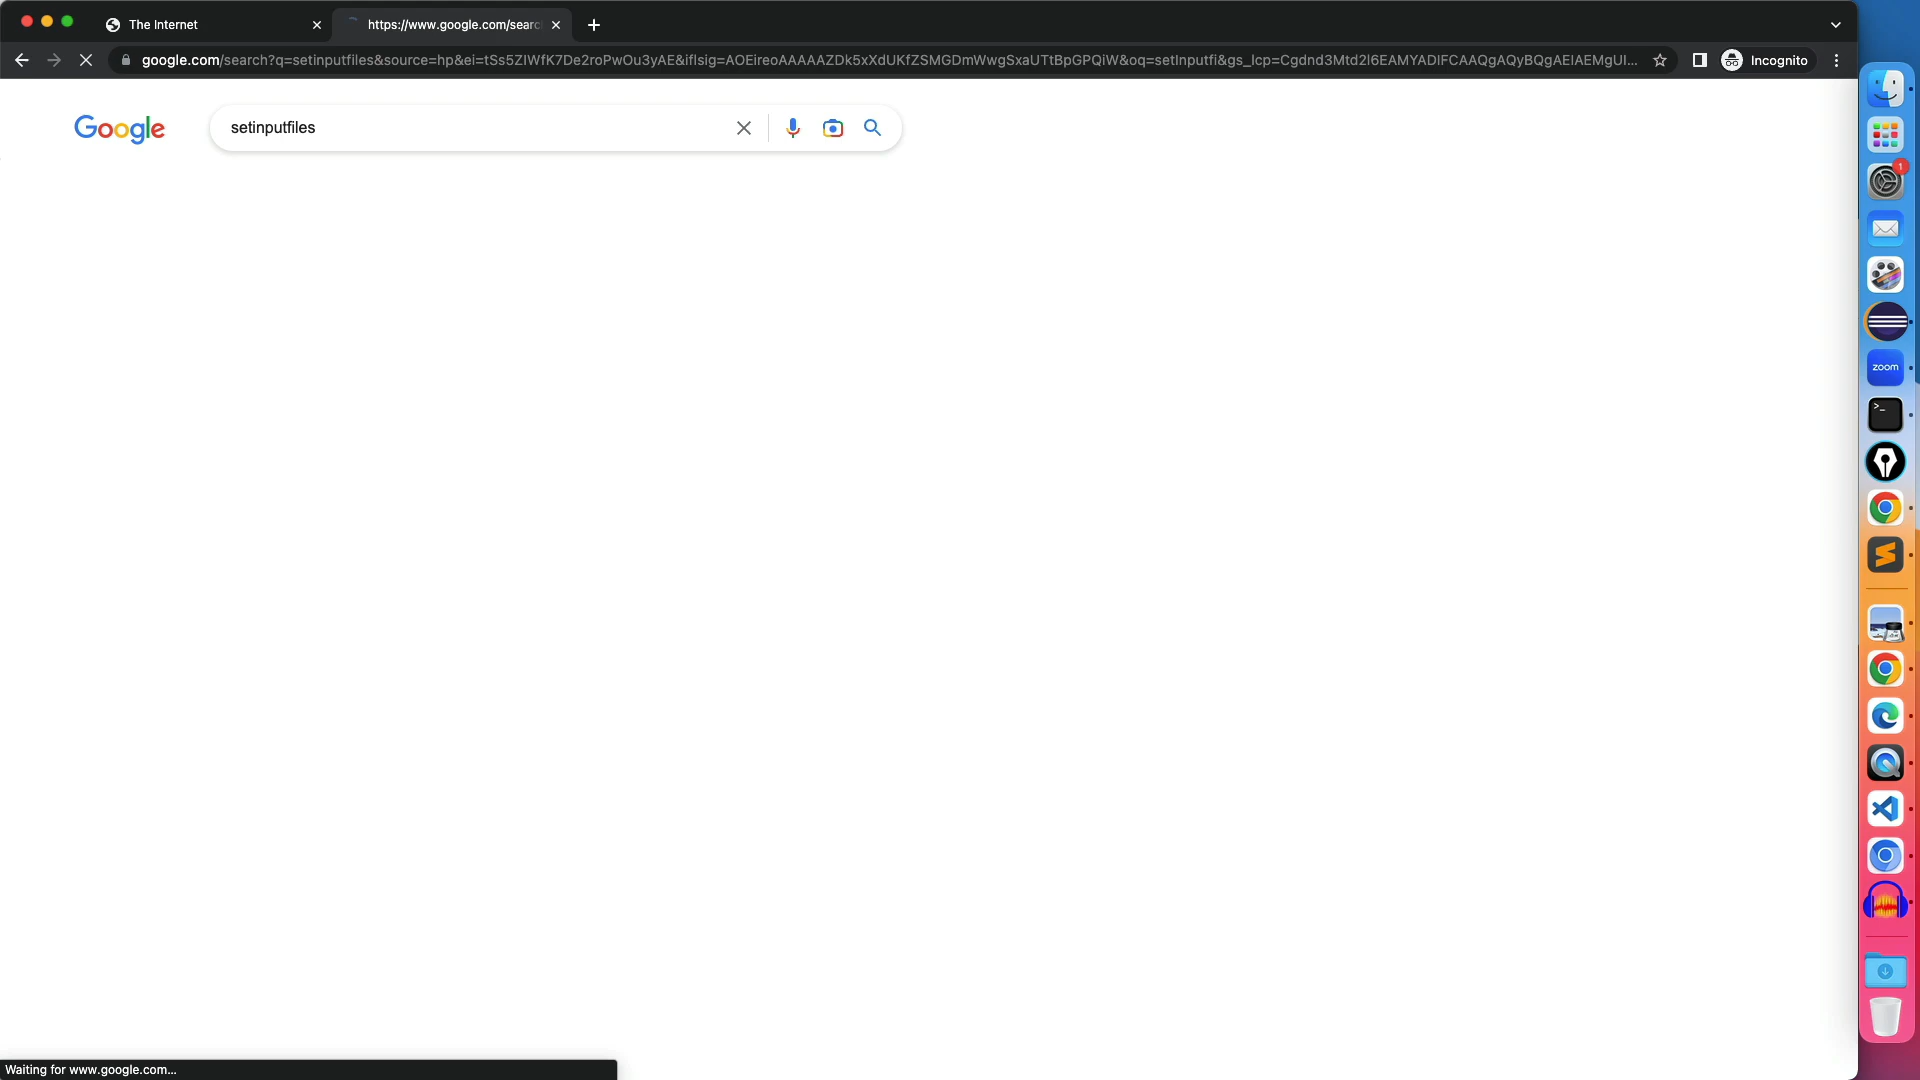 The Internet
https://www.google.com/searc
google.com/search?q=setinputfiles&source=hp&ei=tSs5ZIWfK7De2roPwOu3yAE&iflsig=AOEireoAAAAAZDk5xXdUKfZSMGDmWwgSxaUTtBpGPQiW&oq=setInputfi&gs_lcp=Cgdnd3Mtd2l6EAMYADIFCAAQgAQyBQgAEIAEMgUI...
Incognito
Google
setinputfiles
1
zoom
Waiting for www.google.com...